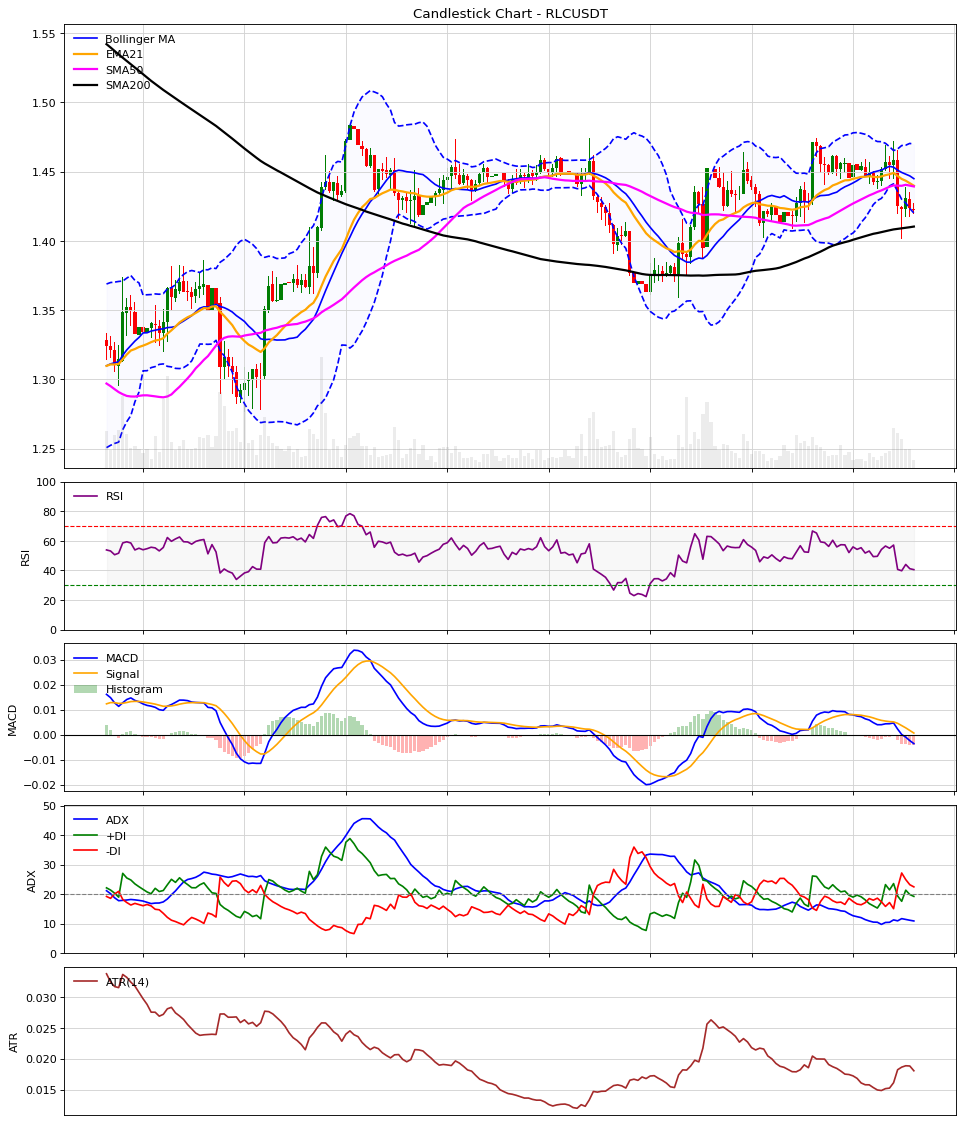 Candlestick Chart - RLCUSDT
1.55
1.50
1.45
1.40
1.35
1.30
1.25
Bollinger MA
EMA21
SMA50
SMA200
100
80
60
40
20
0
RSI
RSI
0.03
0.02
0.01
0.00
−0.01
−0.02
MACD
MACD
Signal
Histogram
50
40
30
20
10
0
ADX
ADX
+DI
-DI
0.030
0.025
0.020
0.015
ATR
ATR(14)